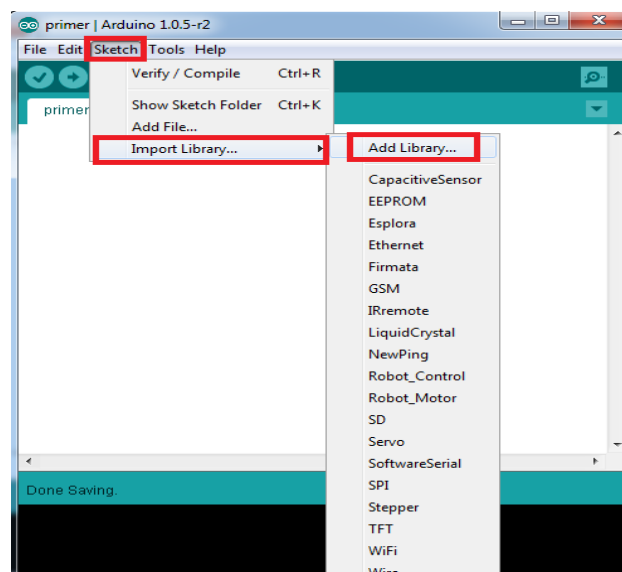 primer | Arduino 1.0.5-r2
File Edit Sketch Tools Help
Verify / Compile Ctrl+R
primer
Show Sketch Folder Ctrl+K
Add File...
Import Library...
Add Library...
CapacitiveSensor
EEPROM
Esplora
Ethernet
Firmata
GSM
IRremote
LiquidCrystal
NewPing
Robot_Control
Robot_Motor
SD
Servo
SoftwareSerial
SPI
Stepper
TFT
WiFi
Wire
Done Saving.